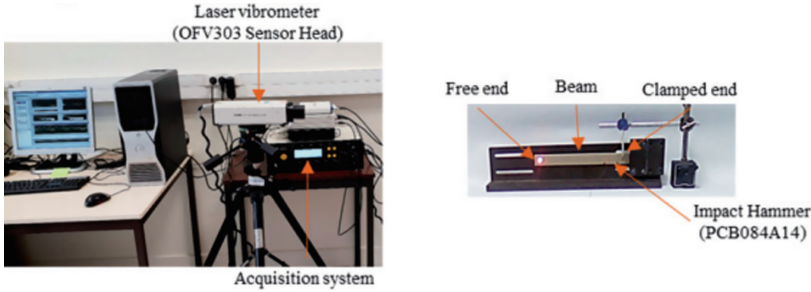 Laser vibrometer
(OFV303 Sensor Head)
Acquisition system
Free end
Beam
Clamped end
Impact Hammer
(PCB084A14)